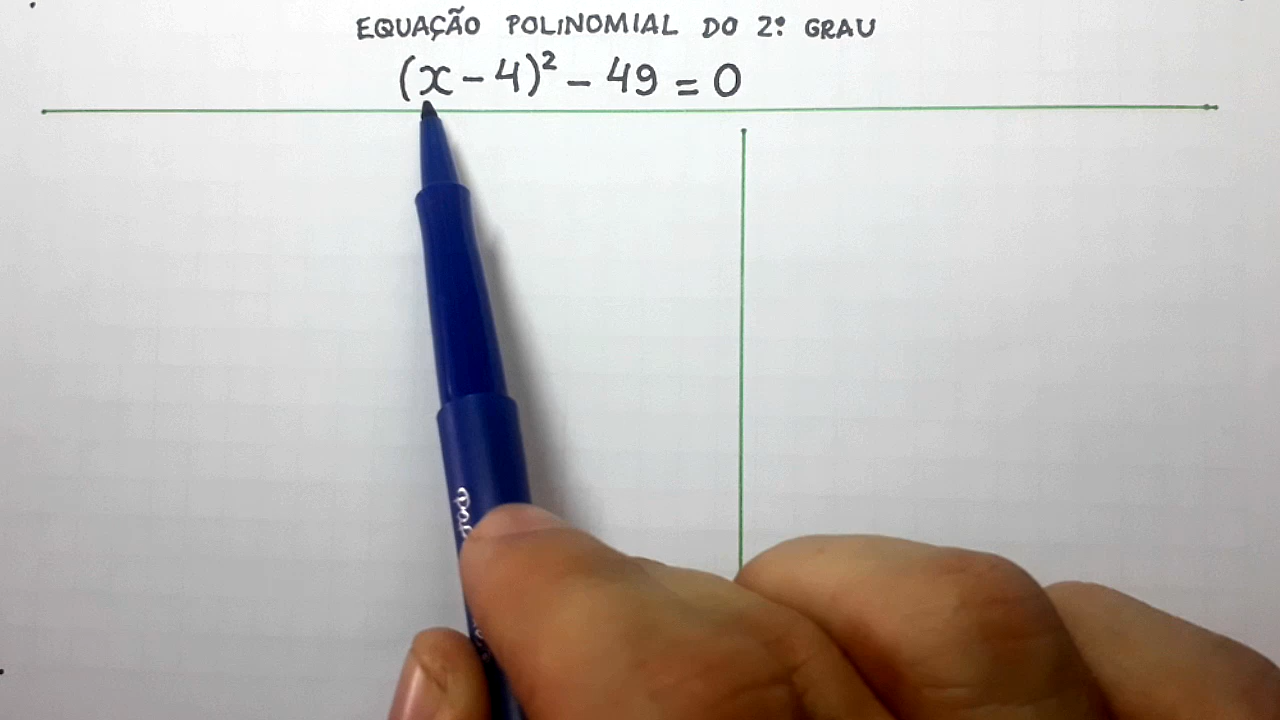 EQUAÇÃO POLINOMIAL DO 2º GRAU
(x - 4)² - 49 = 0